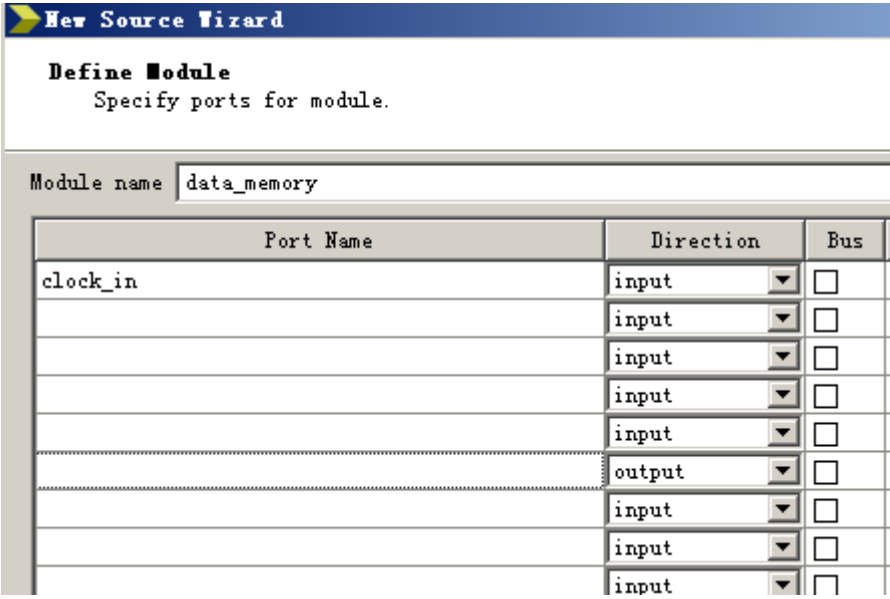 New Source Wizard
Define Module
Specify ports for module.
Module name data_memory
Port Name Direction Bus
clock_in input
input
input
input
input
output
input
input
input